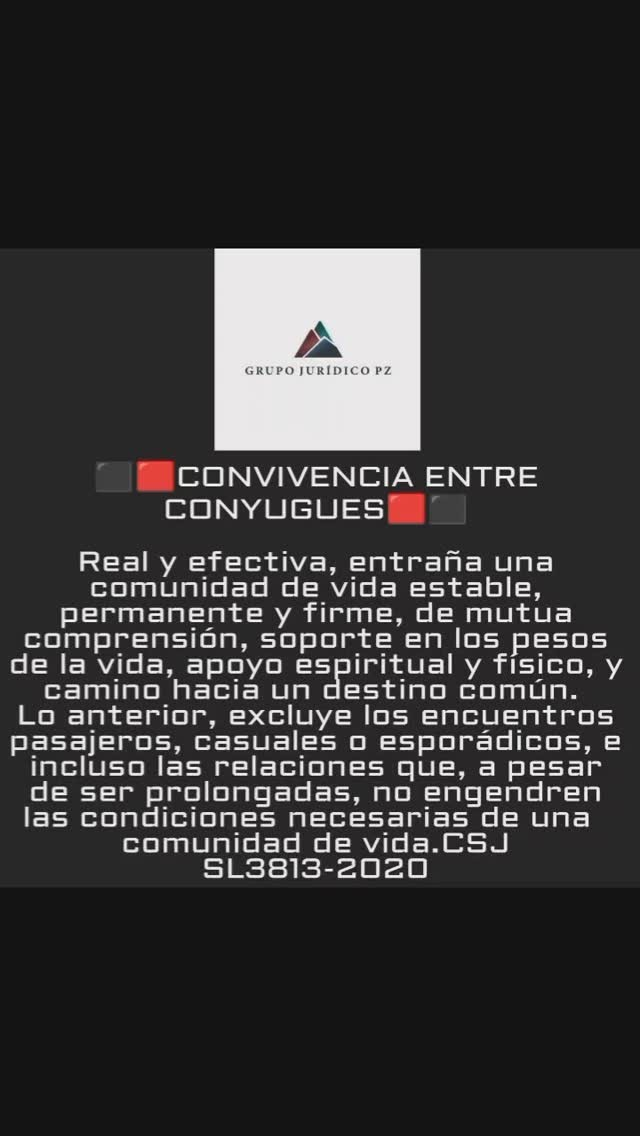 GRUPO JURÍDICO PZ
⬛🟥CONVIVENCIA ENTRE
CONYUGUES🟥⬛
Real y efectiva, entraña una
comunidad de vida estable,
permanente y firme, de mutua
comprensión, soporte en los pesos
de la vida, apoyo espiritual y físico, y
camino hacia un destino común.
Lo anterior, excluye los encuentros
pasajeros, casuales o esporádicos, e
incluso las relaciones que, a pesar
de ser prolongadas, no engendren
las condiciones necesarias de una
comunidad de vida.CSJ
SL3813-2020